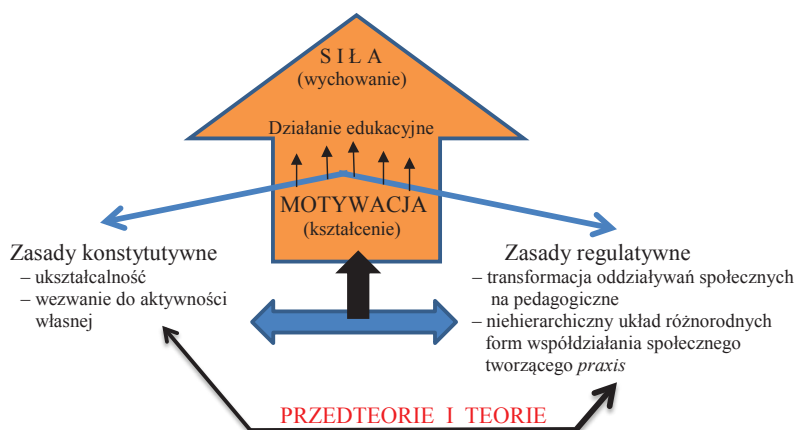 S I Ł A
(wychowanie)
Działanie edukacyjne
MOTYWACJA
(kształcenie)
Zasady konstytutywne
– ukształcalność
– wezwanie do aktywności
własnej
Zasady regulatywne
– transformacja oddziaływań społecznych
na pedagogiczne
– niehierarchiczny układ różnorodnych
form współdziałania społecznego
tworzącego praxis
PRZEDTEORIE I TEORIE